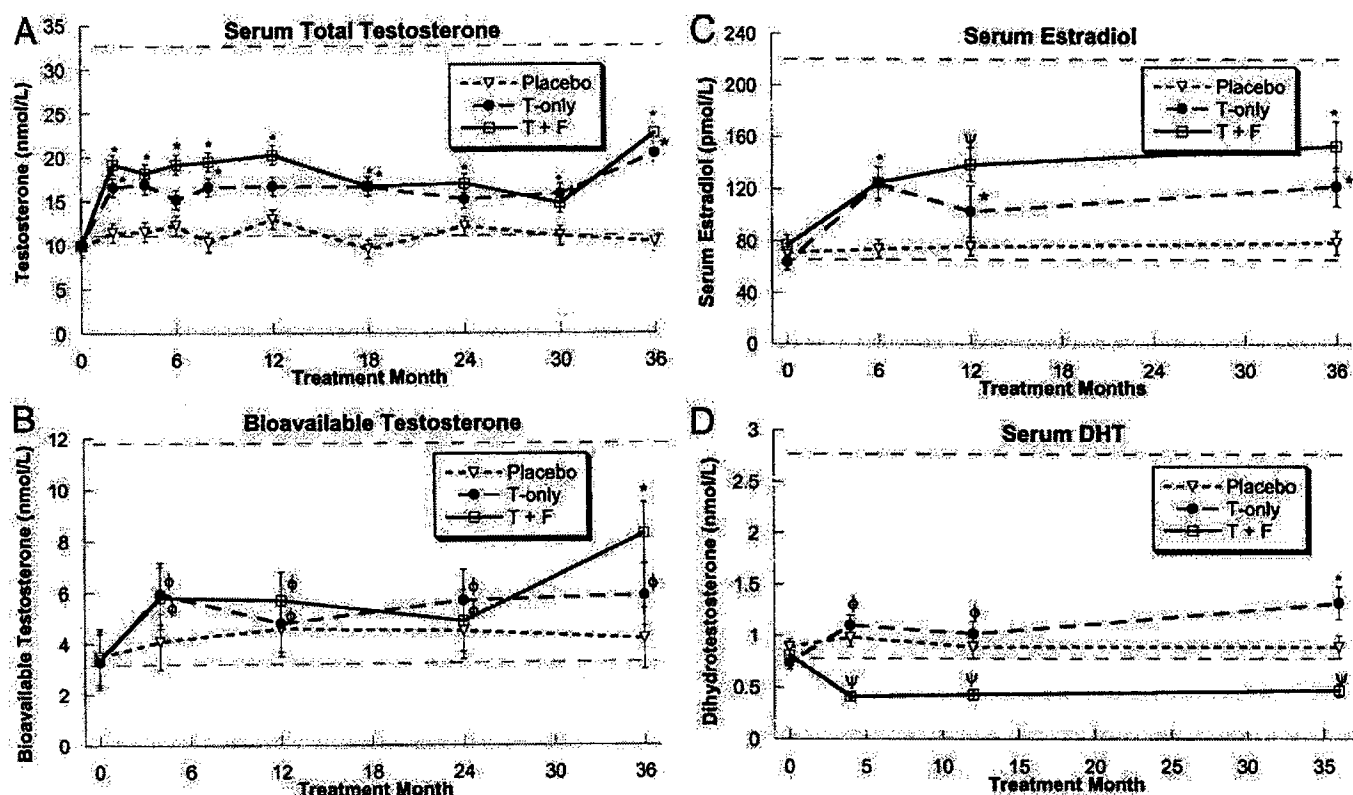 A
Serum Total Testosterone
Testosterone (nmol/L)
35
30
25
20
15
10
5
0
Placebo
T-only
T + F
* * * * * * * * *
* * * *
0 6 12 18 24 30 36
Treatment Month
B
Bioavailable Testosterone
Bioavailable Testosterone (nmol/L)
12
10
8
6
4
2
0
Placebo
T-only
T + F
*
ϕ ϕ ϕ ϕ
ϕ ϕ ϕ
0 6 12 18 24 30 36
Treatment Month
C
Serum Estradiol
Serum Estradiol (pmol/L)
240
200
160
120
80
40
0
Placebo
T-only
T + F
* ψ *
* *
0 6 12 18 24 30 36
Treatment Months
D
Serum DHT
Dihydrotestosterone (nmol/L)
3
2.5
2
1.5
1
0.5
0
Placebo
T-only
T + F
ϕ ϕ *
ψ ψ ψ
0 5 10 15 20 25 30 35
Treatment Month